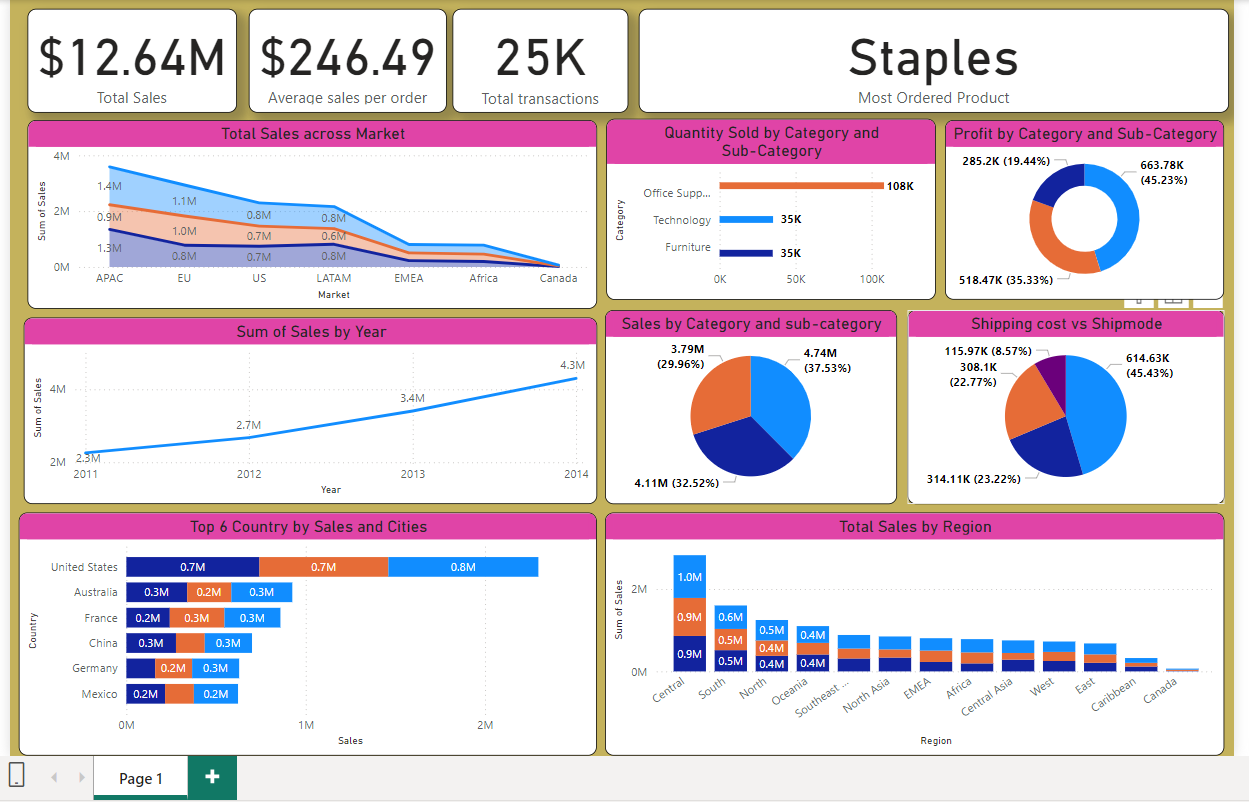 $12.64M
Total Sales
$246.49
Average sales per order
25K
Total transactions
Staples
Most Ordered Product
Total Sales across Market
4M
2M
0M
Sum of Sales
1.4M
0.9M
1.3M
1.1M
1.0M
0.8M
0.8M
0.7M
0.7M
0.8M
0.6M
0.8M
APAC
EU
US
LATAM
EMEA
Africa
Canada
Market
Quantity Sold by Category and
Sub-Category
Category
Office Supp...
108K
Technology
35K
Furniture
35K
0K
50K
100K
Profit by Category and Sub-Category
285.2K (19.44%)
663.78K
(45.23%)
518.47K (35.33%)
Sum of Sales by Year
Sum of Sales
4M
2M
2.3M
2.7M
3.4M
4.3M
2011
2012
2013
2014
Year
Sales by Category and sub-category
3.79M
(29.96%)
4.74M
(37.53%)
4.11M (32.52%)
Shipping cost vs Shipmode
115.97K (8.57%)
308.1K
(22.77%)
614.63K
(45.43%)
314.11K (23.22%)
Top 6 Country by Sales and Cities
Country
United States
0.7M
0.7M
0.8M
Australia
0.3M
0.2M
0.3M
France
0.2M
0.3M
0.3M
China
0.3M
0.3M
Germany
0.2M
0.3M
Mexico
0.2M
0.2M
0M
1M
2M
Sales
Total Sales by Region
Sum of Sales
2M
0M
1.0M
0.9M
0.9M
0.6M
0.5M
0.5M
0.5M
0.4M
0.4M
0.4M
0.4M
Central
South
North
Oceania
Southeast ...
North Asia
EMEA
Africa
Central Asia
West
East
Caribbean
Canada
Region
Page 1
+